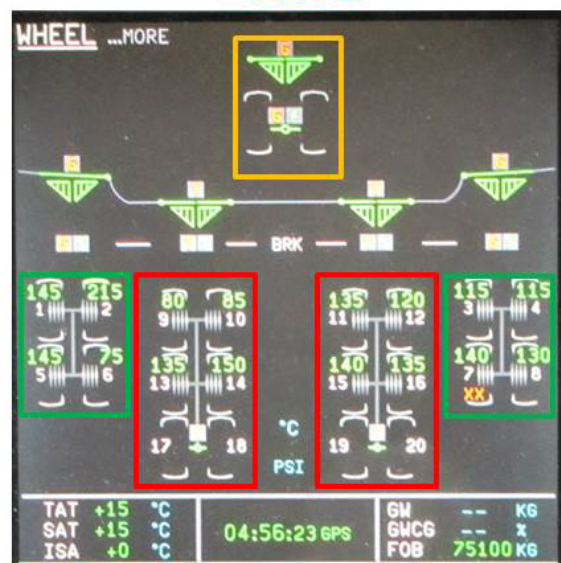 WHEEL ...MORE
G
G
G G
BRK
145 215 80 85 135 120 115 115
1 2 9 10 11 12 3 4
145 75 135 150 140 135 140 130
5 6 13 14 15 16 7 8
XX
17 18 °C 19 20
PSI
TAT +15 °C GW -- KG
SAT +15 °C 04:56:23 GPS GWCG -- %
ISA +0 °C FOB 75100 KG